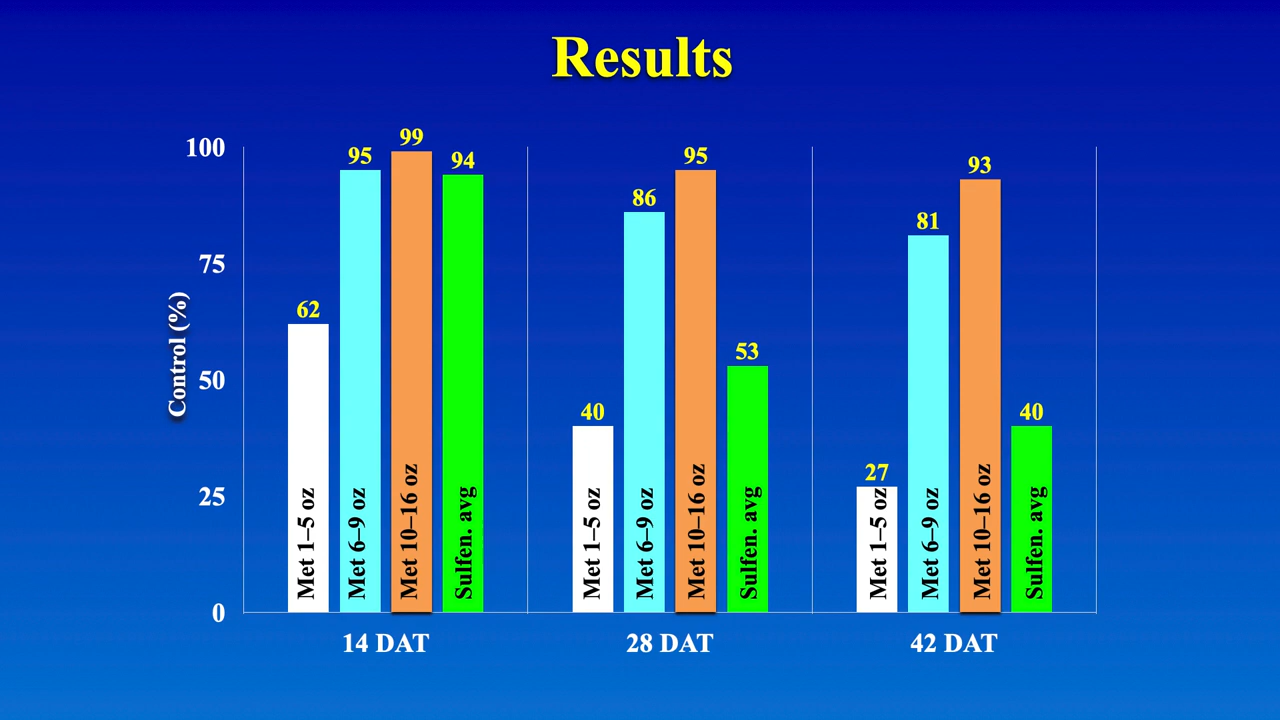 Results
Control (%)
100
75
50
25
0
62
95
99
94
40
86
95
53
27
81
93
40
Met 1–5 oz
Met 6–9 oz
Met 10–16 oz
Sulfen. avg
Met 1–5 oz
Met 6–9 oz
Met 10–16 oz
Sulfen. avg
Met 1–5 oz
Met 6–9 oz
Met 10–16 oz
Sulfen. avg
14 DAT
28 DAT
42 DAT